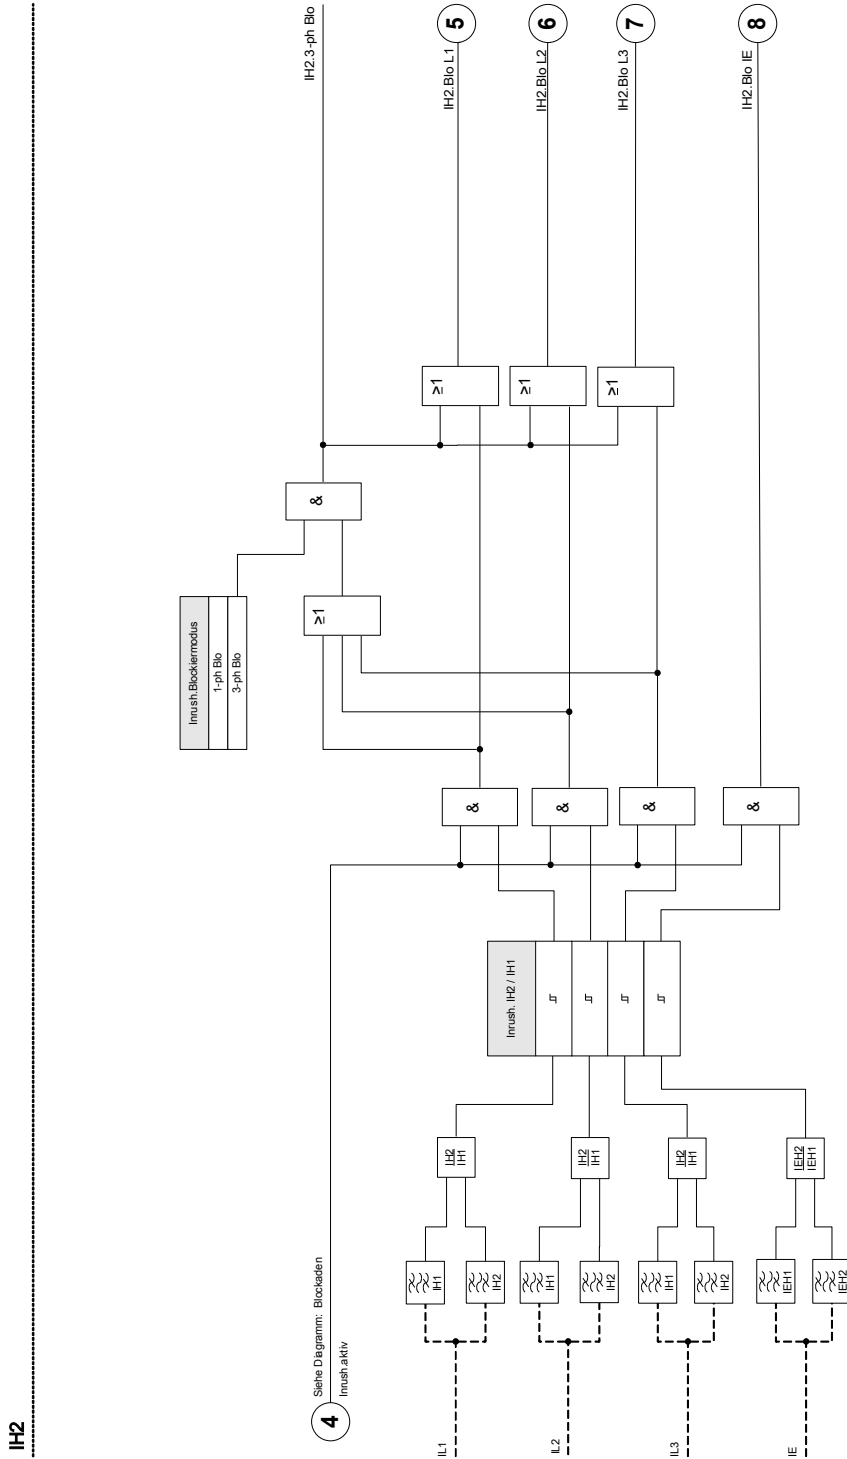 IH2
Inrush.Blockiermodus
1-ph Blo
3-ph Blo
IH2.3-ph Blo
&
≥1
4
Siehe Diagramm: Blockaden
Inrush.aktiv
IL1
IH1
IH2
IH2
IH1
&
≥1
IH2.Blo L1
5
Inrush. IH2 / IH1
IL2
IH1
IH2
IH2
IH1
&
≥1
IH2.Blo L2
6
IL3
IH1
IH2
IH2
IH1
&
≥1
IH2.Blo L3
7
IE
IEH1
IEH2
IEH2
IEH1
&
IH2.Blo IE
8